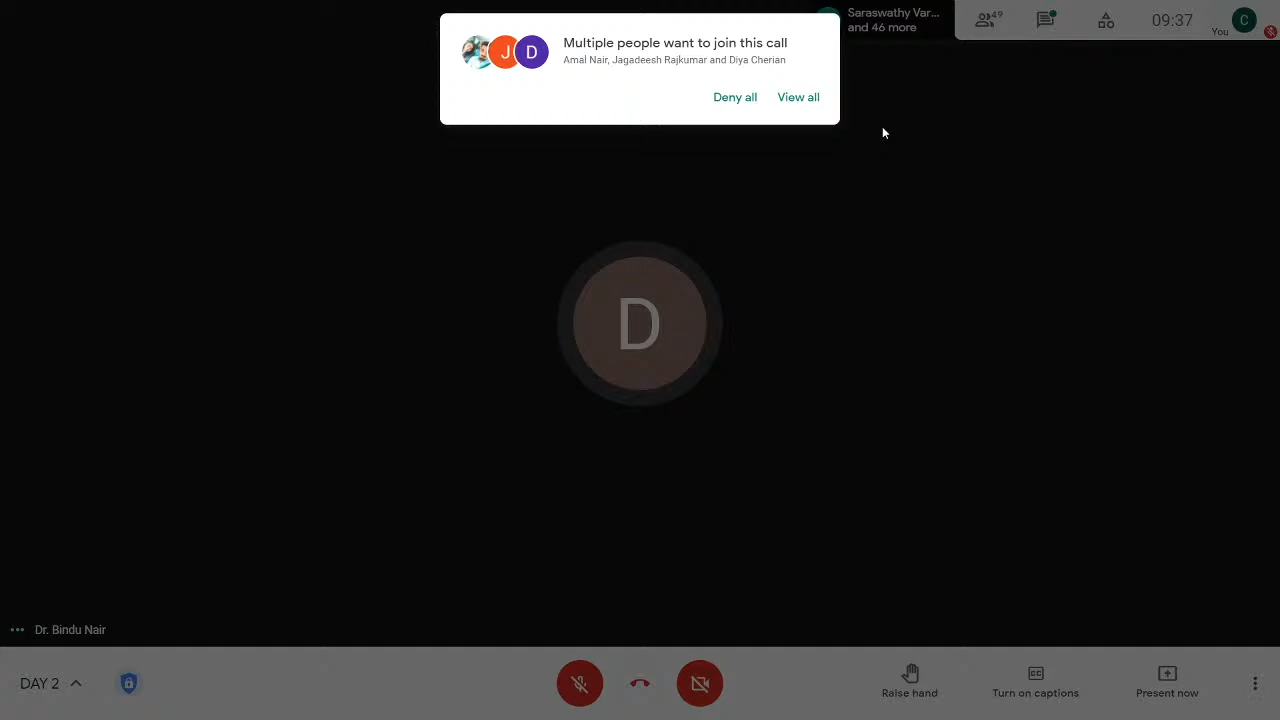 Saraswathy Var...
and 46 more
49
09:37
You
C
Multiple people want to join this call
Amal Nair, Jagadeesh Rajkumar and Diya Cherian
J
D
Deny all
View all
D
Dr. Bindu Nair
DAY 2
Raise hand
CC
Turn on captions
Present now